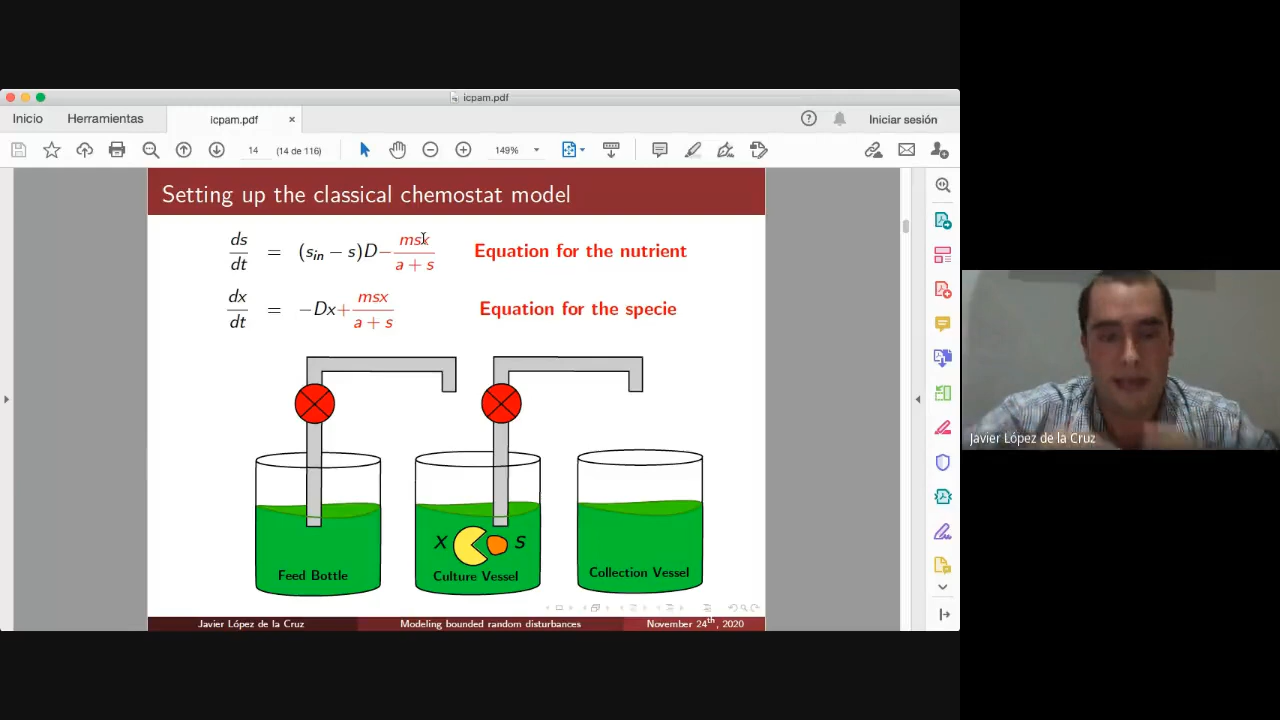 icpam.pdf
Inicio Herramientas icpam.pdf × ? Iniciar sesión
14 (14 de 116) 149%
Setting up the classical chemostat model
ds/dt = (s_in − s)D − msx/(a + s) Equation for the nutrient
dx/dt = −Dx + msx/(a + s) Equation for the specie
x s
Feed Bottle Culture Vessel Collection Vessel
Javier López de la Cruz Modeling bounded random disturbances November 24th, 2020
Javier López de la Cruz